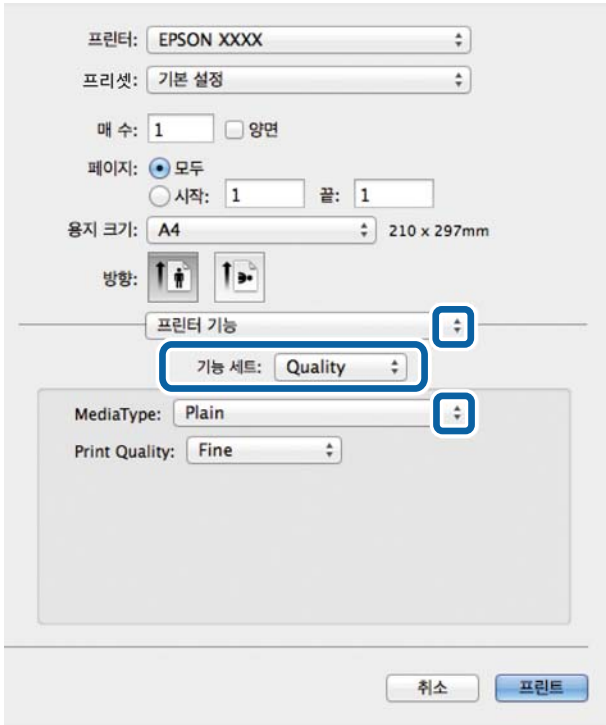 프린터: EPSON XXXX
프리셋: 기본 설정
매 수: 1 양면
페이지: 모두
시작: 1 끝: 1
용지 크기: A4 210 x 297mm
방향:
프린터 기능
기능 세트: Quality
MediaType: Plain
Print Quality: Fine
취소 프린트